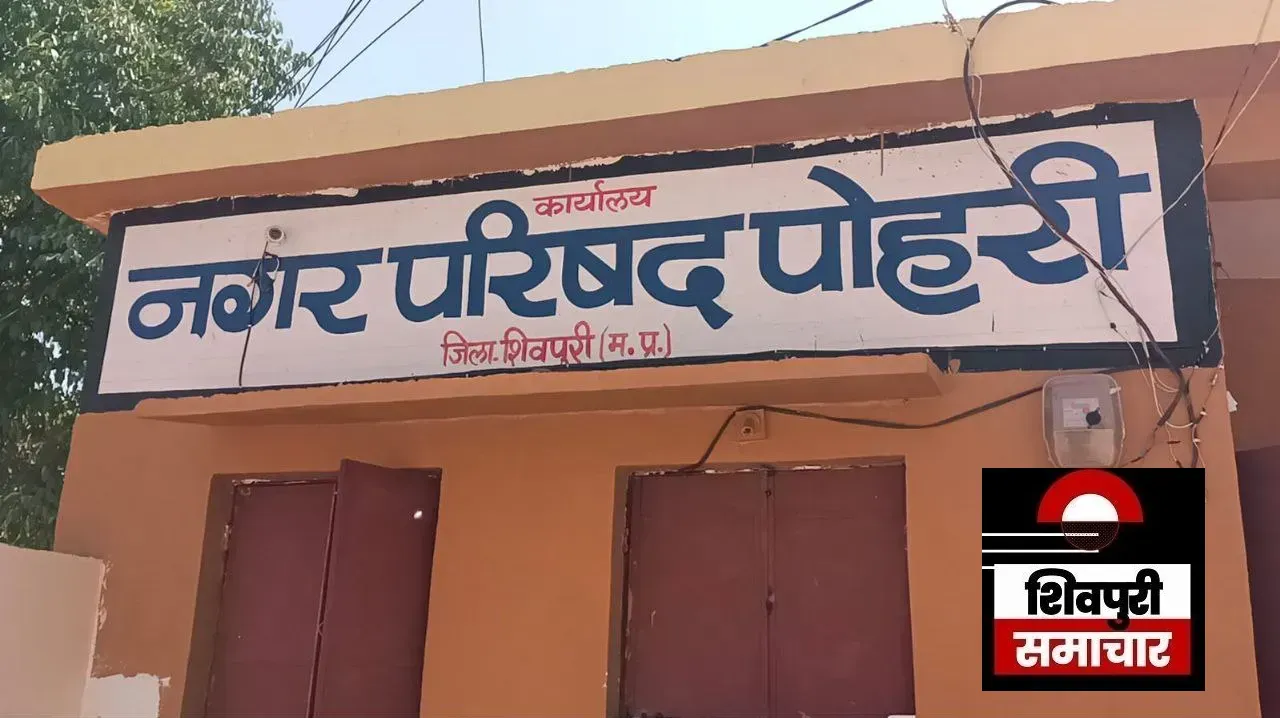 कार्यालय
नगर परिषद पोहरी
जिला-शिवपुरी (म. प्र.)
शिवपुरी
समाचार